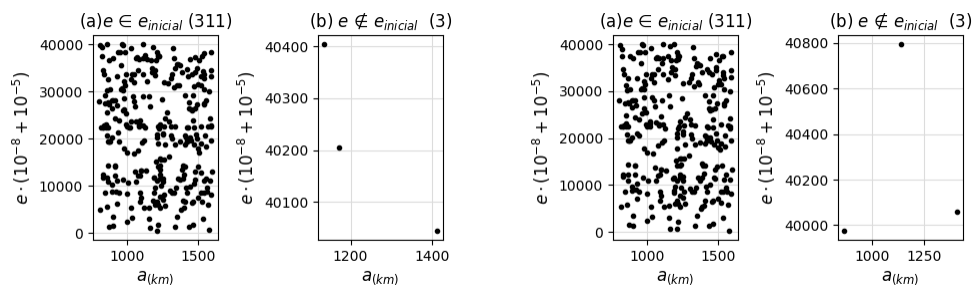 (a)e ∈ e_inicial (311)
(b) e ∉ e_inicial (3)
(a)e ∈ e_inicial (311)
(b) e ∉ e_inicial (3)
e · (10⁻⁸ + 10⁻⁵)
40000
30000
20000
10000
0
1000 1500
a_(km)
e · (10⁻⁸ + 10⁻⁵)
40400
40300
40200
40100
1200 1400
a_(km)
e · (10⁻⁸ + 10⁻⁵)
40000
30000
20000
10000
0
1000 1500
a_(km)
e · (10⁻⁸ + 10⁻⁵)
40800
40600
40400
40200
40000
1000 1250
a_(km)